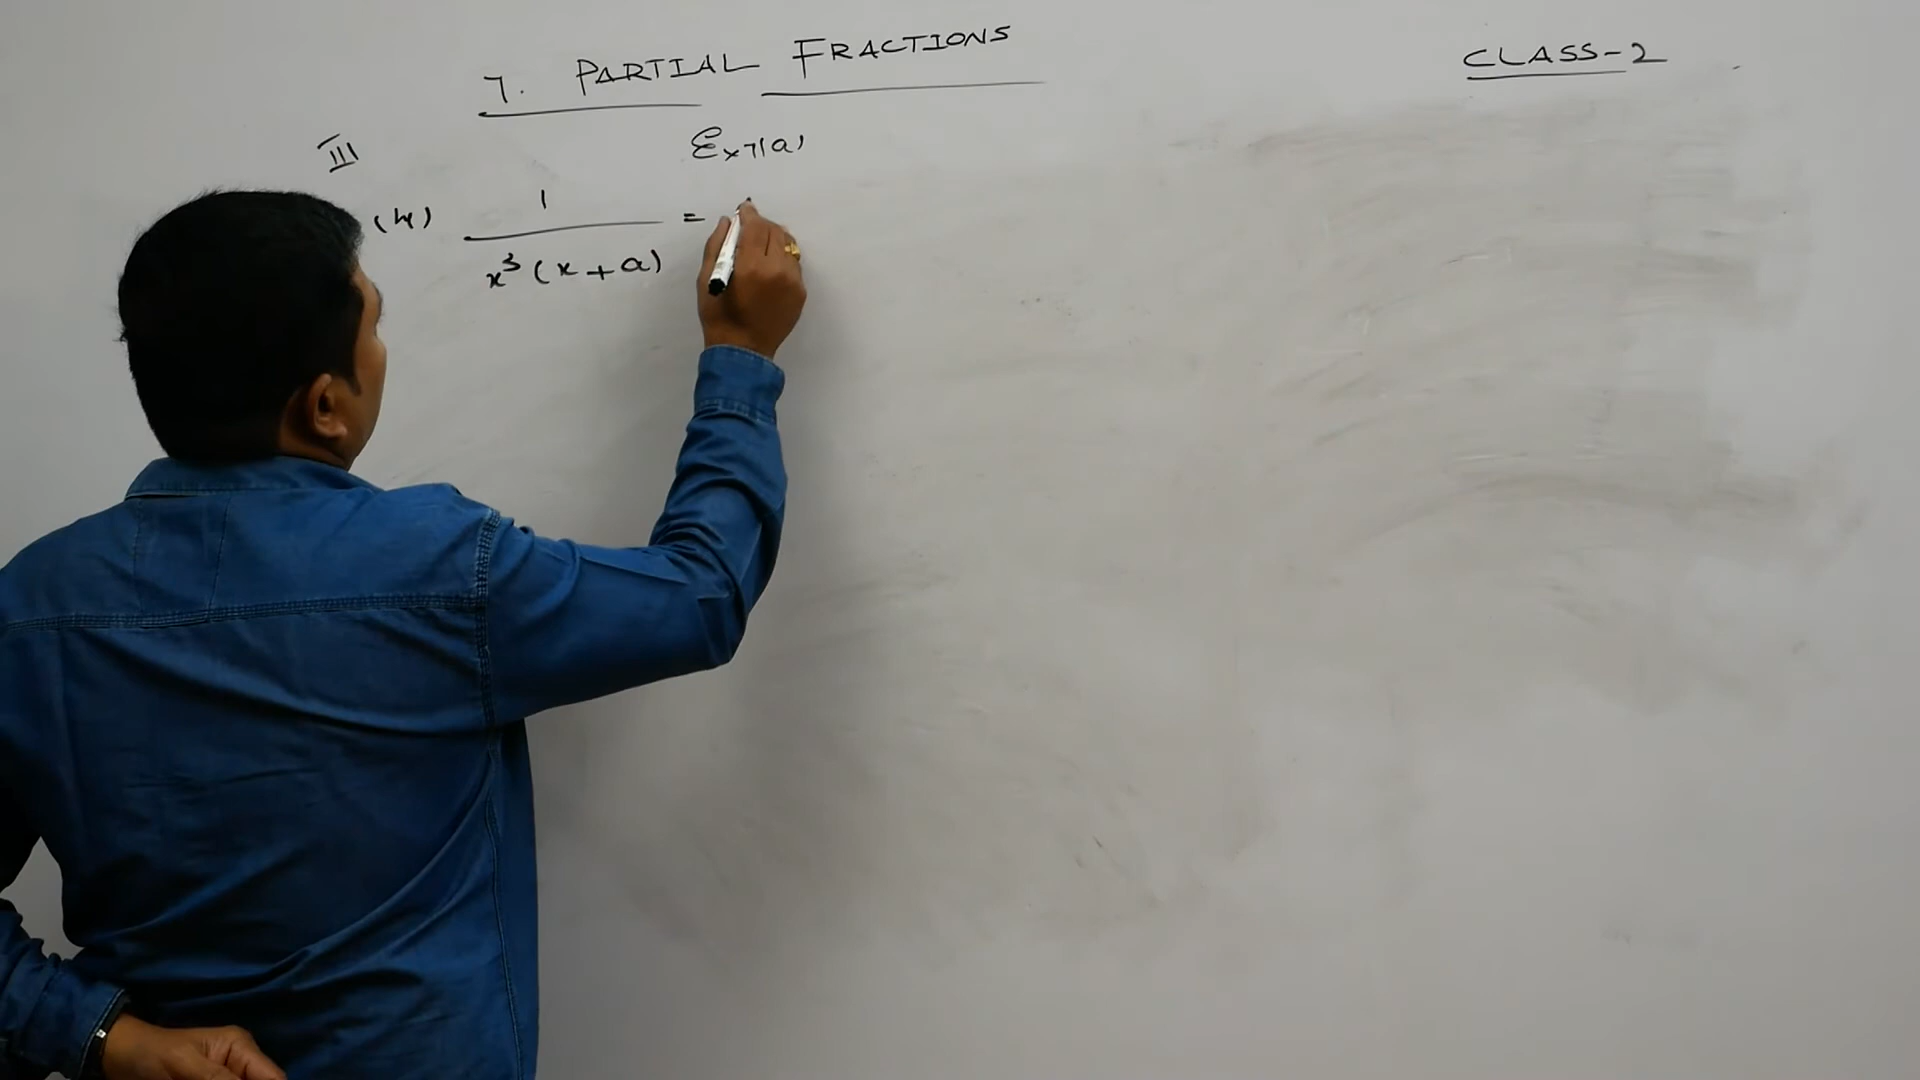 7. PARTIAL FRACTIONS
CLASS-2
Ex 7(a)
III
(4) 1 / x³(x+a) =